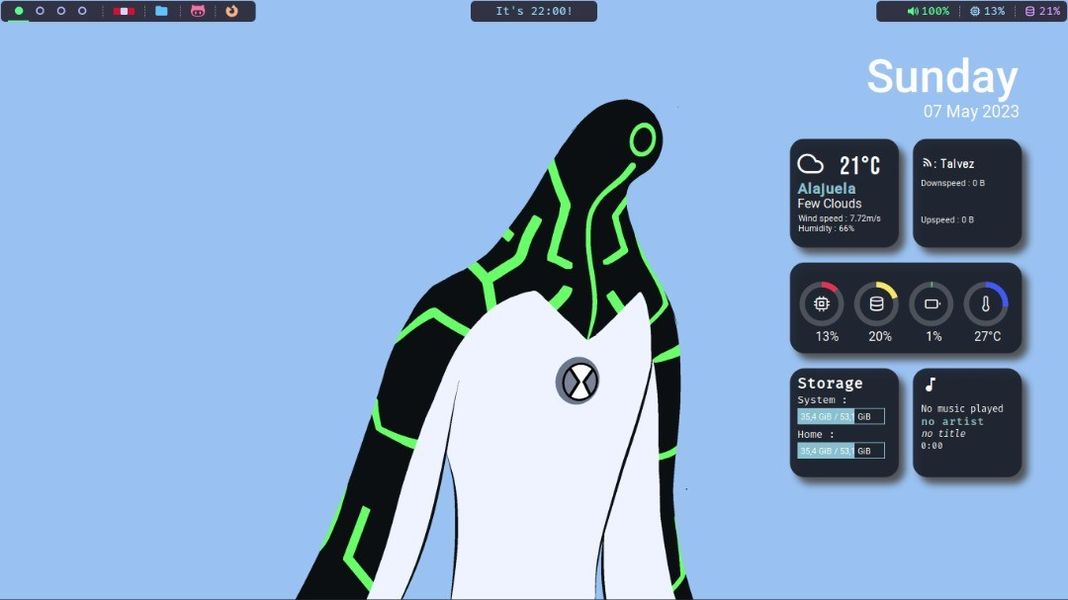 It's 22:00!
100%
13%
21%
Sunday
07 May 2023
21°C
Alajuela
Few Clouds
Wind speed : 7.72m/s
Humidity : 66%
: Talvez
Downspeed : 0 B
Upspeed : 0 B
13%
20%
1%
27°C
Storage
System :
35,4 GiB / 53,1 GiB
Home :
35,4 GiB / 53,1 GiB
No music played
no artist
no title
0:00